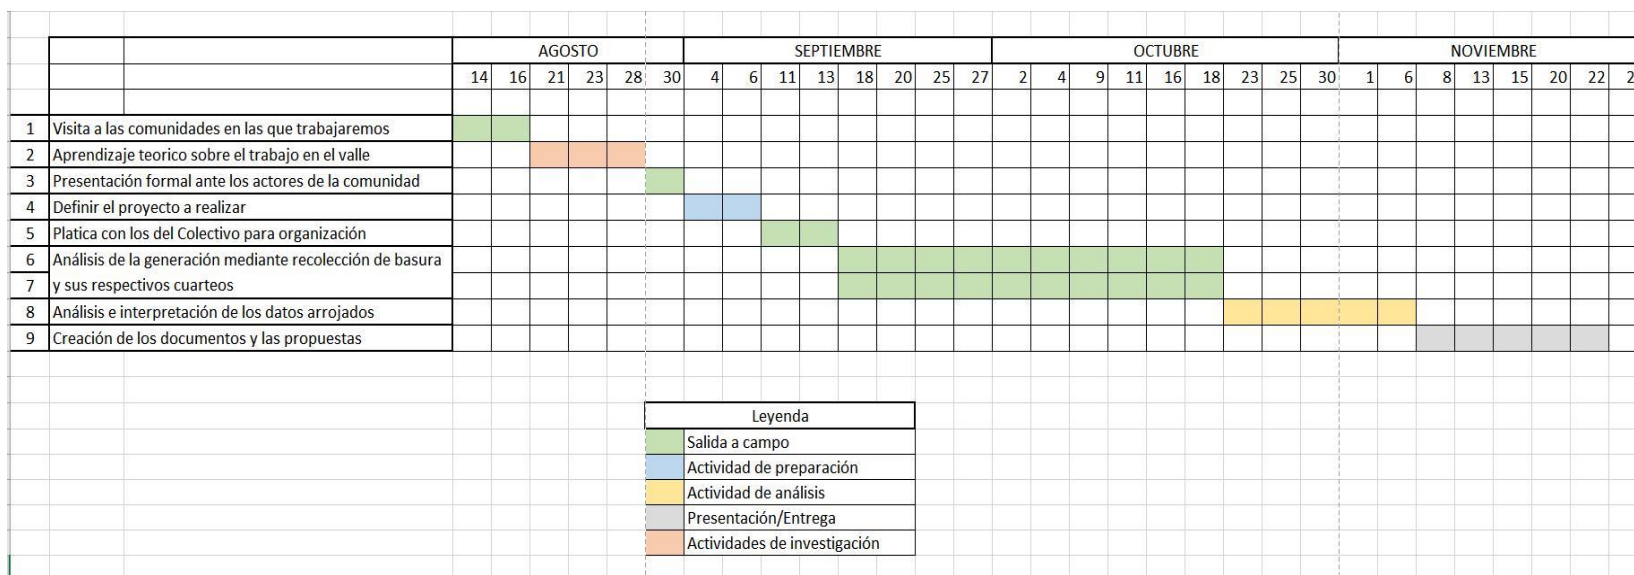 AGOSTO SEPTIEMBRE OCTUBRE NOVIEMBRE
14 16 21 23 28 30 4 6 11 13 18 20 25 27 2 4 9 11 16 18 23 25 30 1 6 8 13 15 20 22
1 Visita a las comunidades en las que trabajaremos
2 Aprendizaje teorico sobre el trabajo en el valle
3 Presentación formal ante los actores de la comunidad
4 Definir el proyecto a realizar
5 Platica con los del Colectivo para organización
6 Análisis de la generación mediante recolección de basura
7 y sus respectivos cuarteos
8 Análisis e interpretación de los datos arrojados
9 Creación de los documentos y las propuestas
Leyenda
Salida a campo
Actividad de preparación
Actividad de análisis
Presentación/Entrega
Actividades de investigación